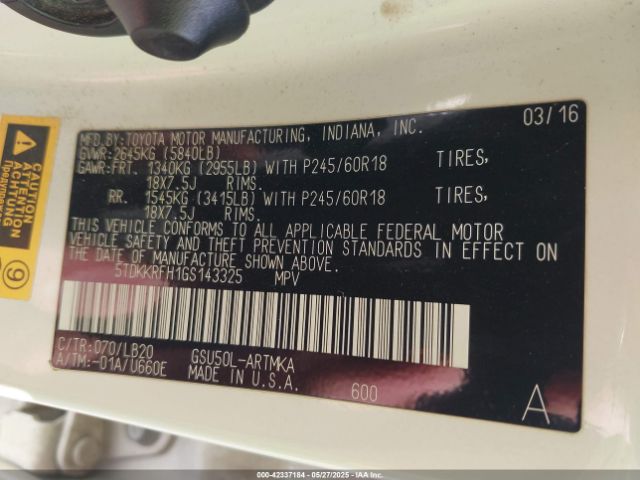 03/16
MFD.BY:TOYOTA MOTOR MANUFACTURING, INDIANA, INC.
GVWR:2645KG (5840LB)
GAWR:FRT. 1340KG (2955LB) WITH P245/60R18 TIRES,
18X7.5J RIMS.
RR. 1545KG (3415LB) WITH P245/60R18 TIRES,
18X7.5J RIMS.
THIS VEHICLE CONFORMS TO ALL APPLICABLE FEDERAL MOTOR
VEHICLE SAFETY AND THEFT PREVENTION STANDARDS IN EFFECT ON
THE DATE OF MANUFACTURE SHOWN ABOVE.
5TDKKRFH1GS143325 MPV
C/TR:070/LB20 GSU50L-ARTMKA
A/TM:-01A/U660E MADE IN U.S.A.
600
A
CAUTION
ATTENTION
ACHTUNG
9
00-42337184 // 05/27/2025 // IAA Inc.